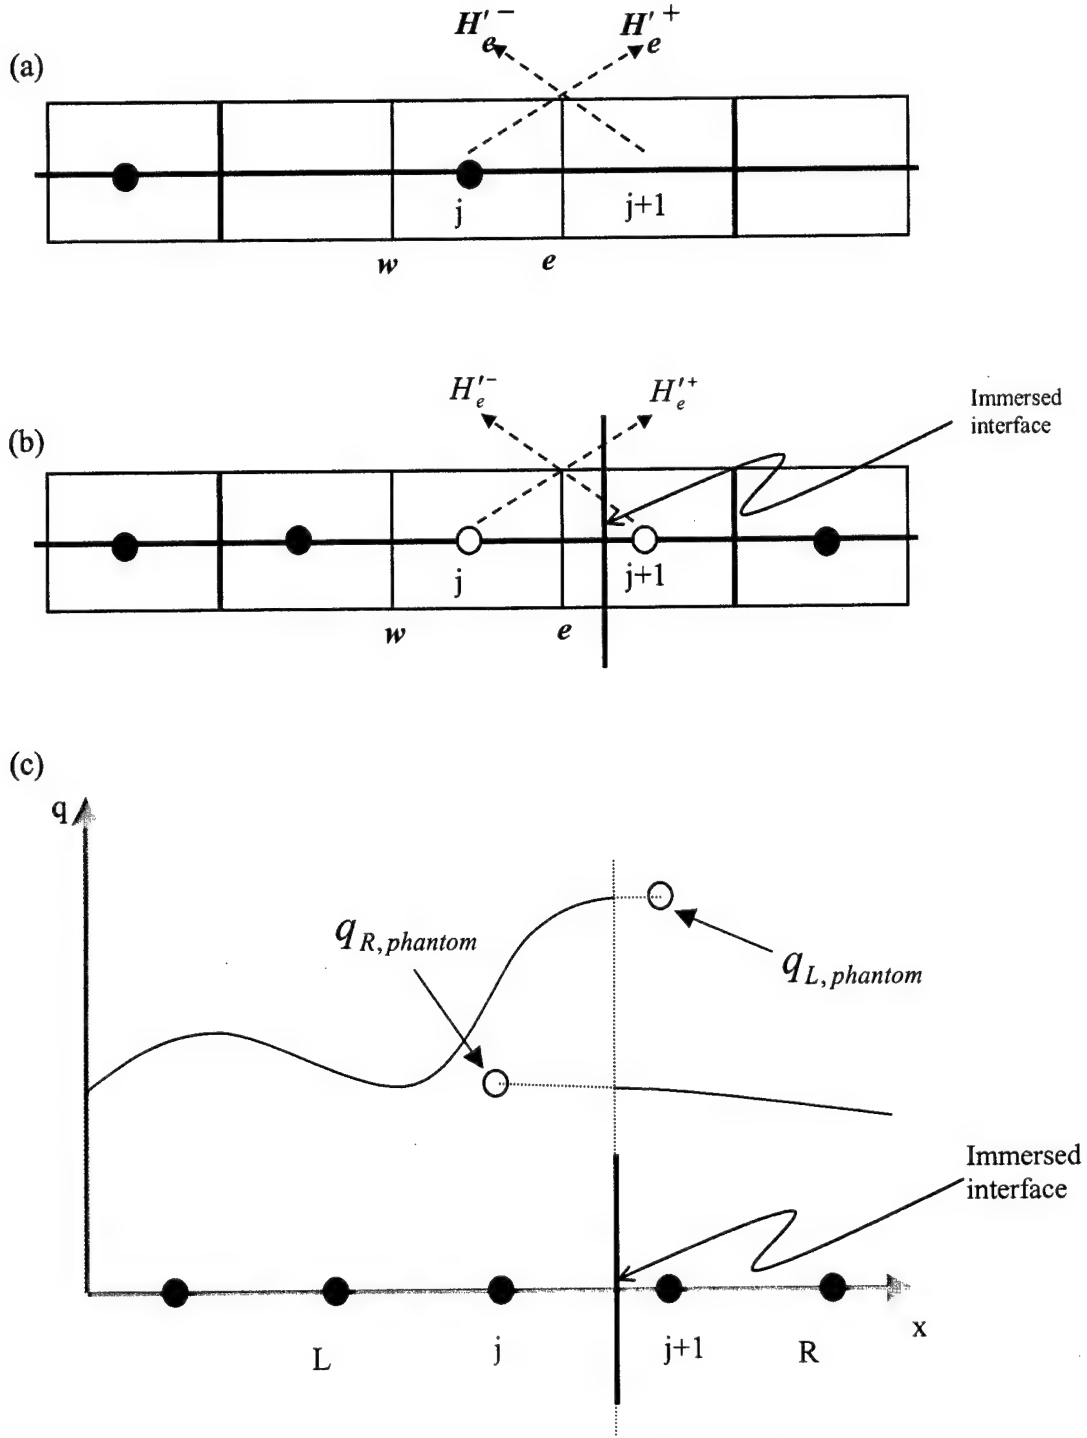 (a)
H′e− H′e+
j j+1
w e
(b)
H′e− H′e+
Immersed
interface
j j+1
w e
(c)
q
qR, phantom
qL, phantom
Immersed
interface
x
L j j+1 R